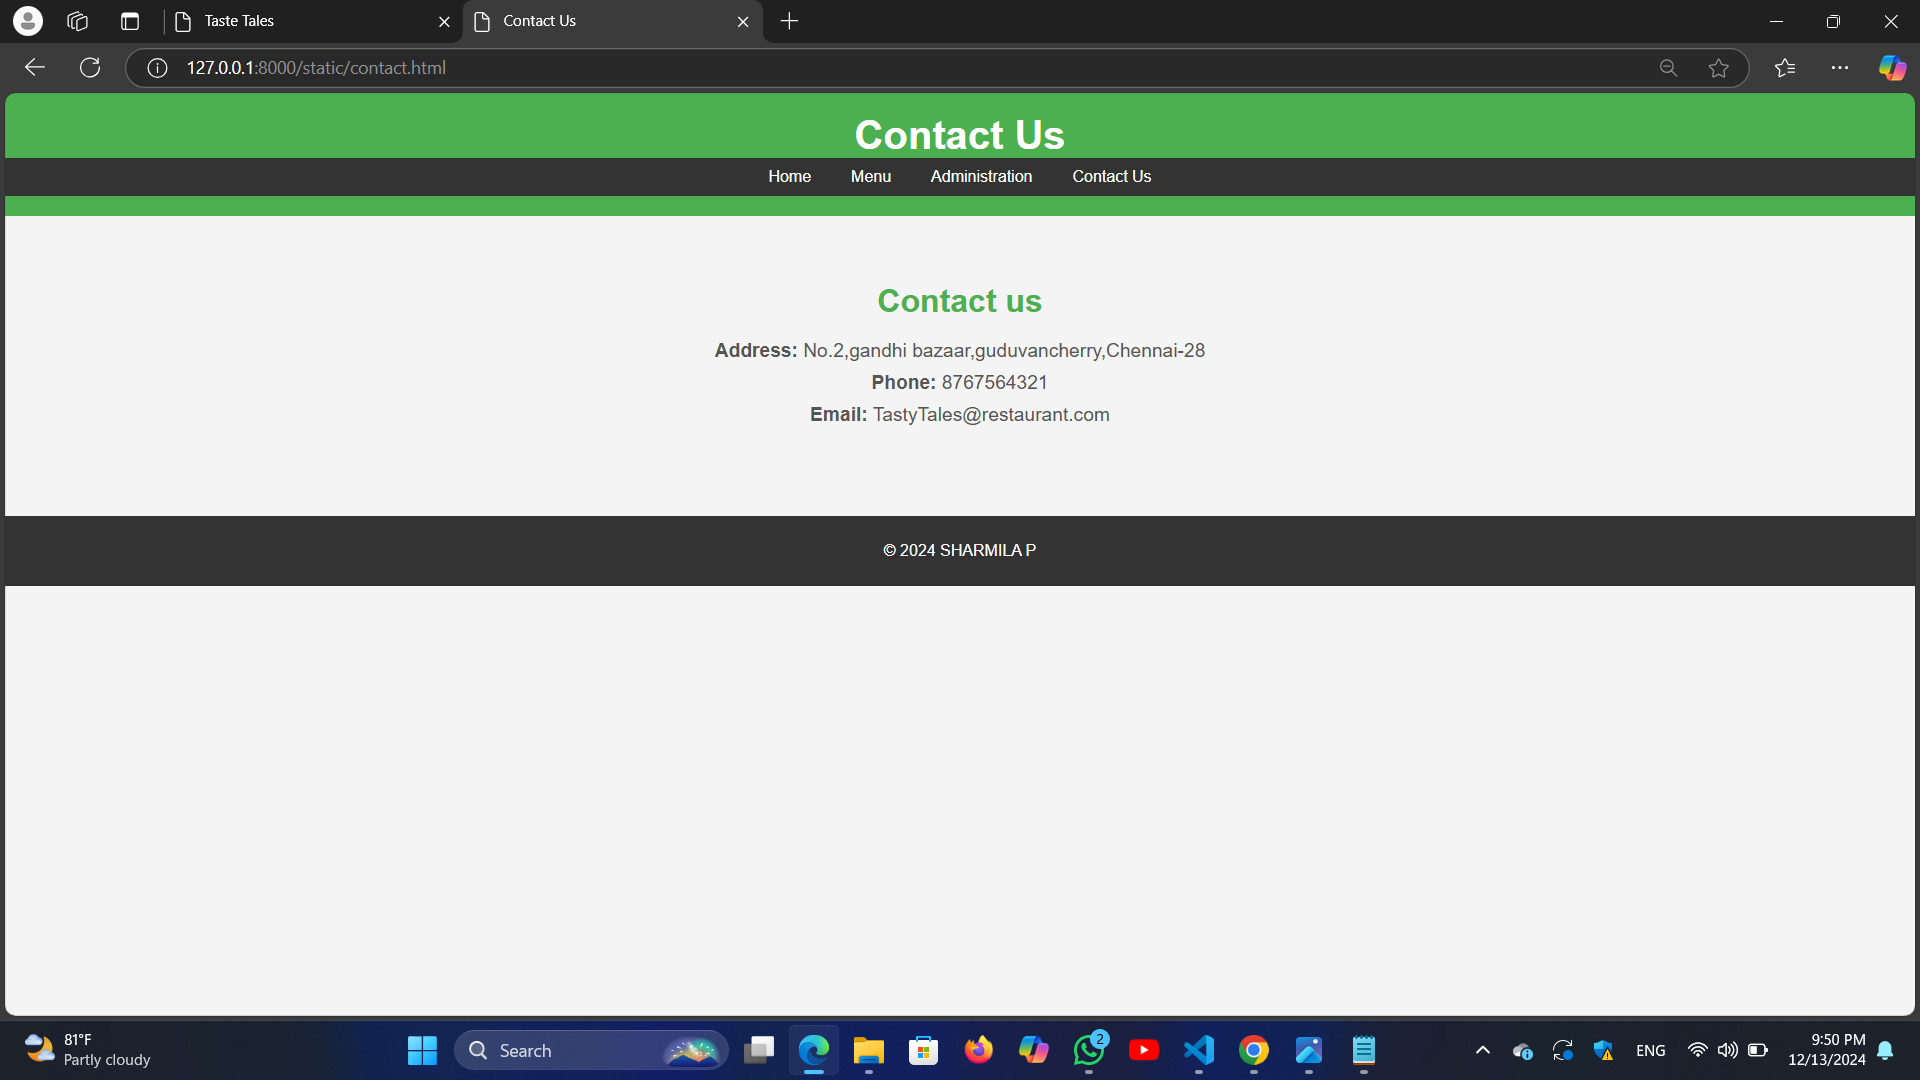 Taste Tales
Contact Us
127.0.0.1:8000/static/contact.html
Contact Us
Home Menu Administration Contact Us
Contact us
Address: No.2,gandhi bazaar,guduvancherry,Chennai-28
Phone: 8767564321
Email: TastyTales@restaurant.com
© 2024 SHARMILA P
81°F
Partly cloudy
Search
2
ENG
9:50 PM
12/13/2024